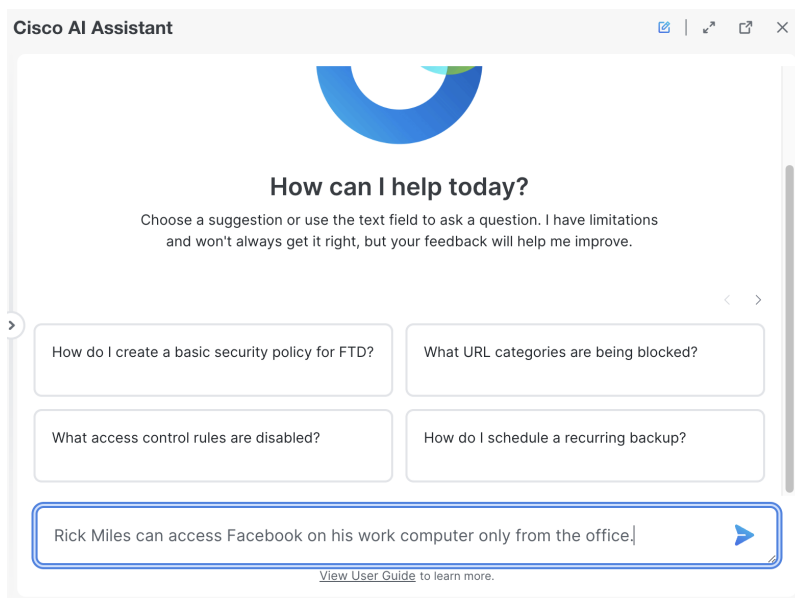 Cisco AI Assistant
How can I help today?
Choose a suggestion or use the text field to ask a question. I have limitations
and won't always get it right, but your feedback will help me improve.
How do I create a basic security policy for FTD?
What URL categories are being blocked?
What access control rules are disabled?
How do I schedule a recurring backup?
Rick Miles can access Facebook on his work computer only from the office.
View User Guide to learn more.